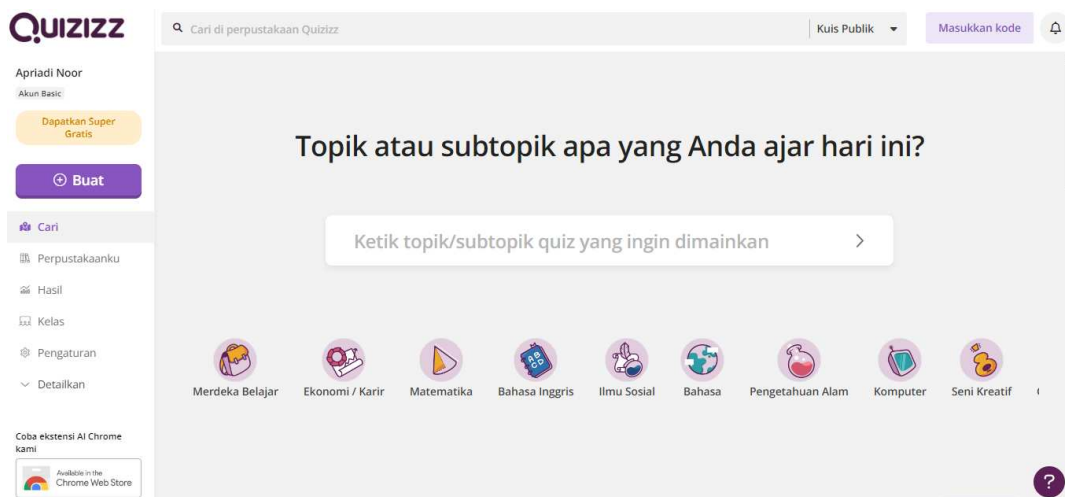 QUIZIZZ
Cari di perpustakaan Quizizz
Kuis Publik
Masukkan kode
Apriadi Noor
Akun Basic
Dapatkan Super
Gratis
Buat
Cari
Perpustakaanku
Hasil
Kelas
Pengaturan
Detailkan
Coba ekstensi AI Chrome
kami
Available in the
Chrome Web Store
Topik atau subtopik apa yang Anda ajar hari ini?
Ketik topik/subtopik quiz yang ingin dimainkan
Merdeka Belajar
Ekonomi / Karir
Matematika
Bahasa Inggris
Ilmu Sosial
Bahasa
Pengetahuan Alam
Komputer
Seni Kreatif
?